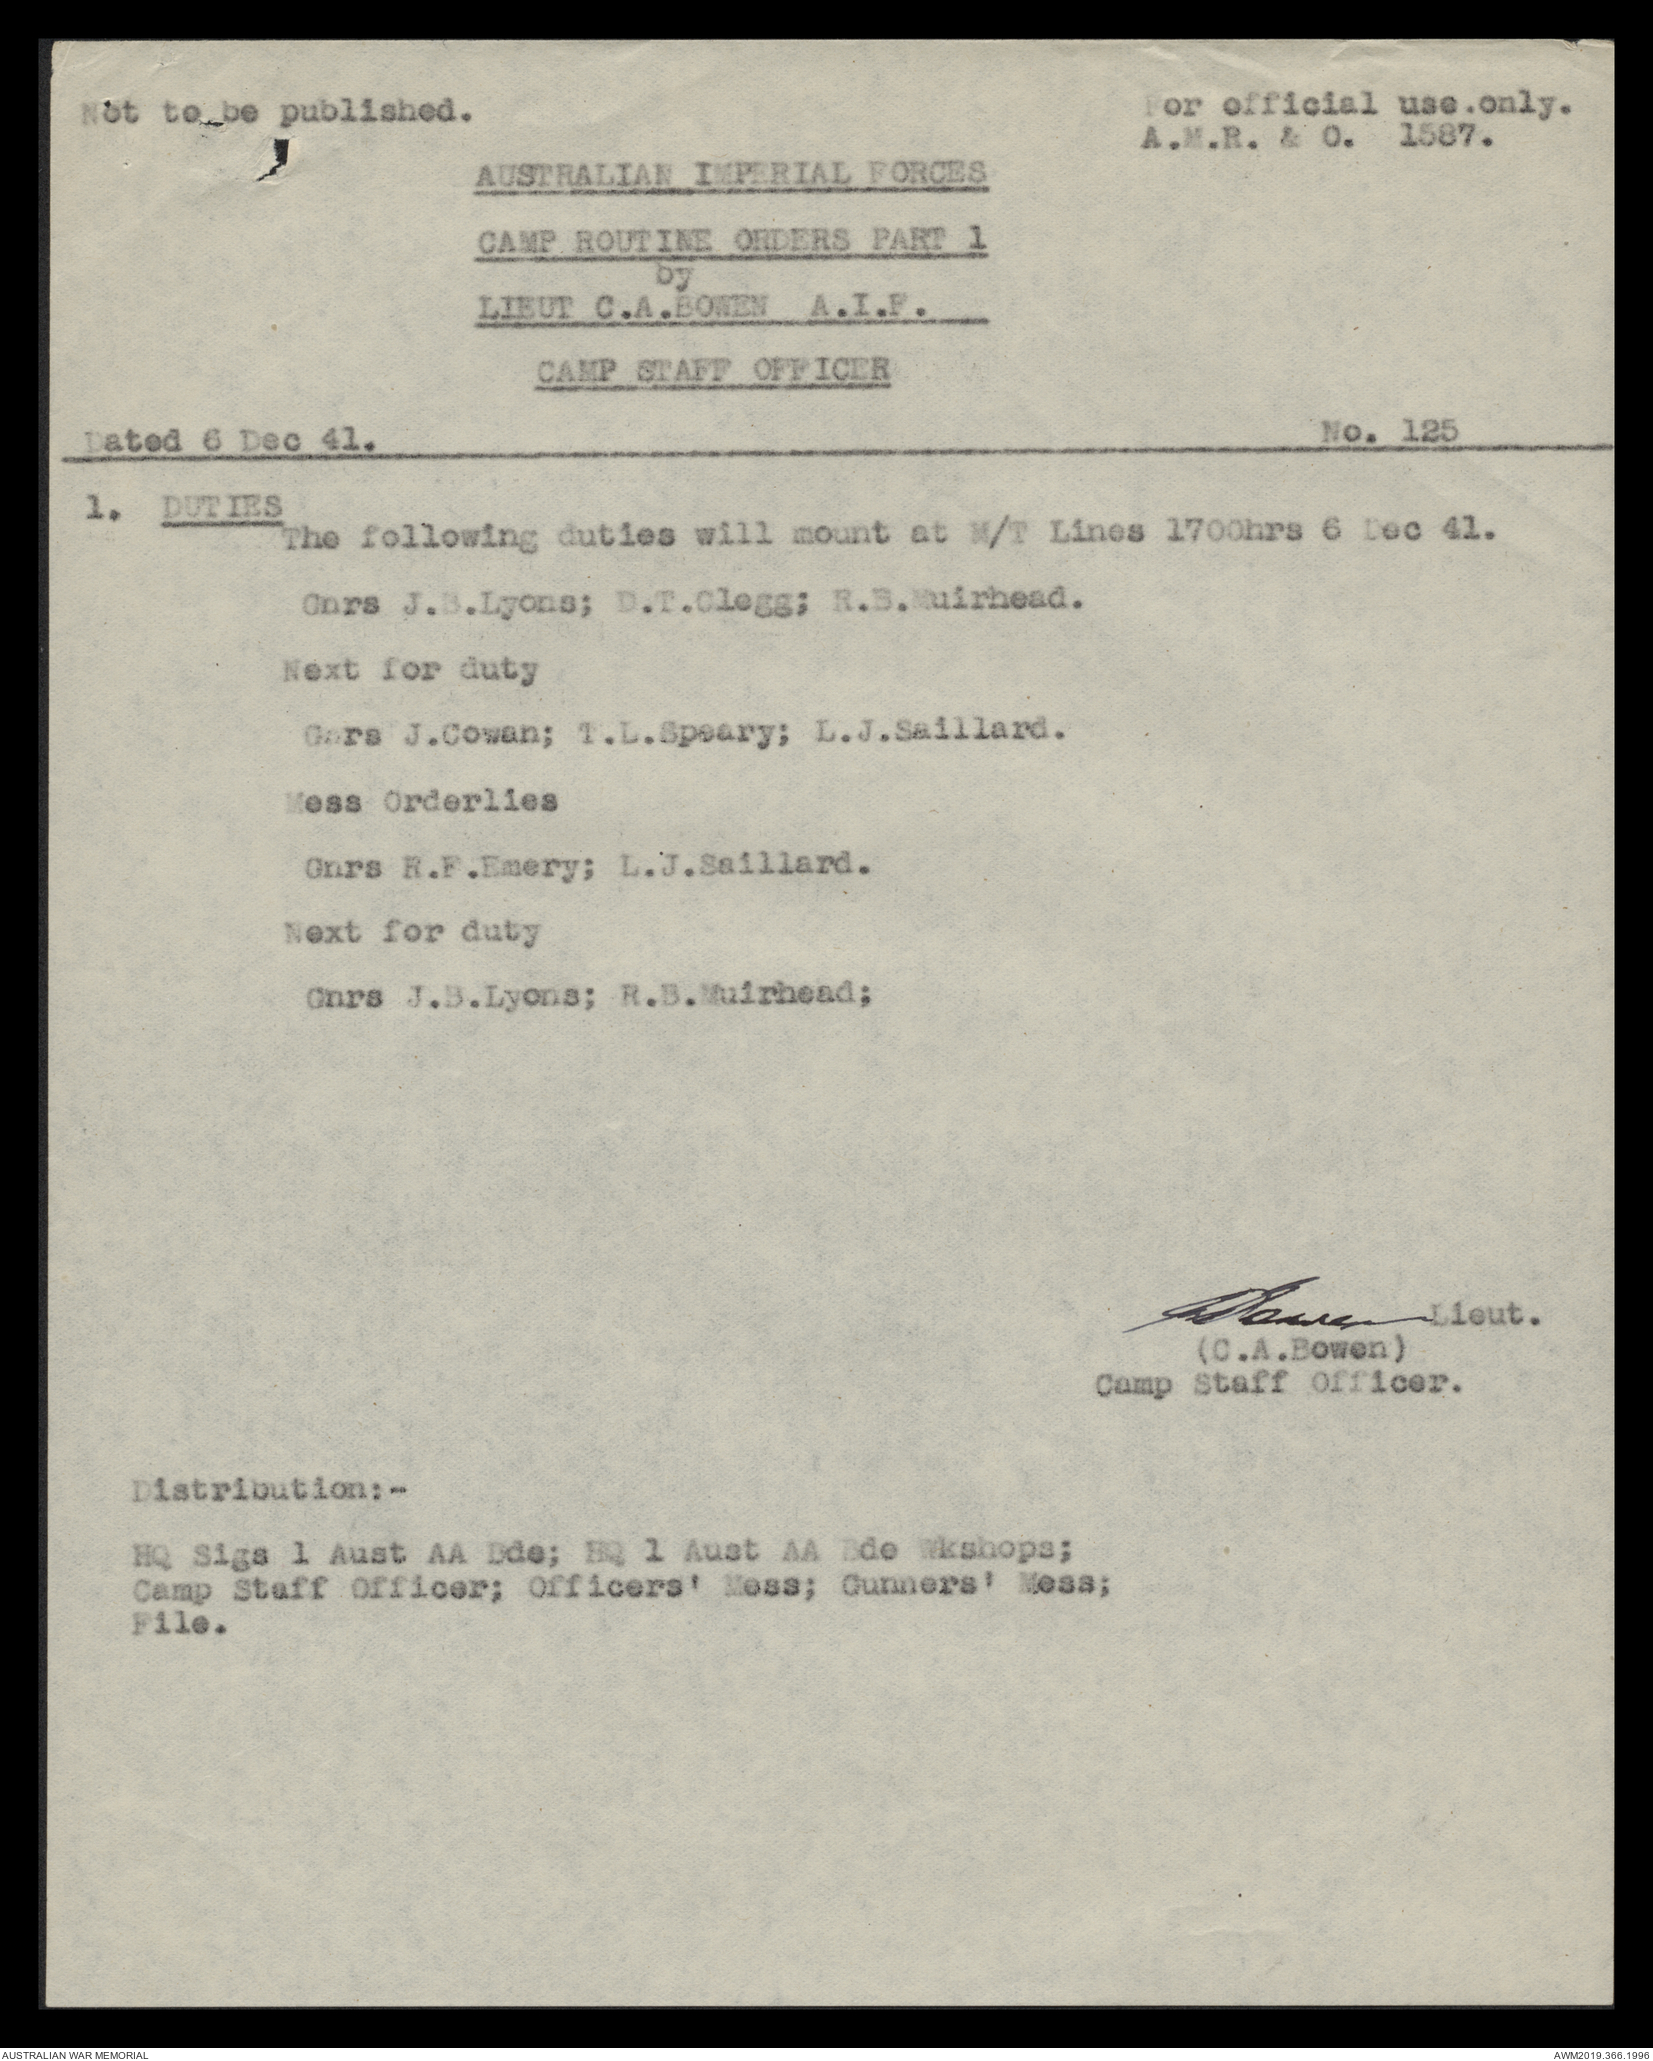 Not to be published.
For official use.only.
A.M.R. & O. 1587.
AUSTRALIAN IMPERIAL FORCES
CAMP ROUTINE ORDERS PART 1
by
LIEUT C.A.BOWEN A.I.F.
CAMP STAFF OFFICER
Dated 6 Dec 41.
No. 125
1. DUTIES
The following duties will mount at M/T Lines 1700hrs 6 Dec 41.
Gnrs J.B.Lyons; D.T.Clegg; R.B.Muirhead.
Next for duty
Gnrs J.Cowan; T.L.Speary; L.J.Saillard.
Mess Orderlies
Gnrs R.F.Emery; L.J.Saillard.
Next for duty
Gnrs J.B.Lyons; R.B.Muirhead;
CABowen Lieut.
(C.A.Bowen)
Camp Staff Officer.
Distribution:-
HQ Sigs 1 Aust AA Bde; HQ 1 Aust AA Bde Wkshops;
Camp Staff Officer; Officers' Mess; Gunners' Mess;
File.
AUSTRALIAN WAR MEMORIAL
AWM2019.366.1996